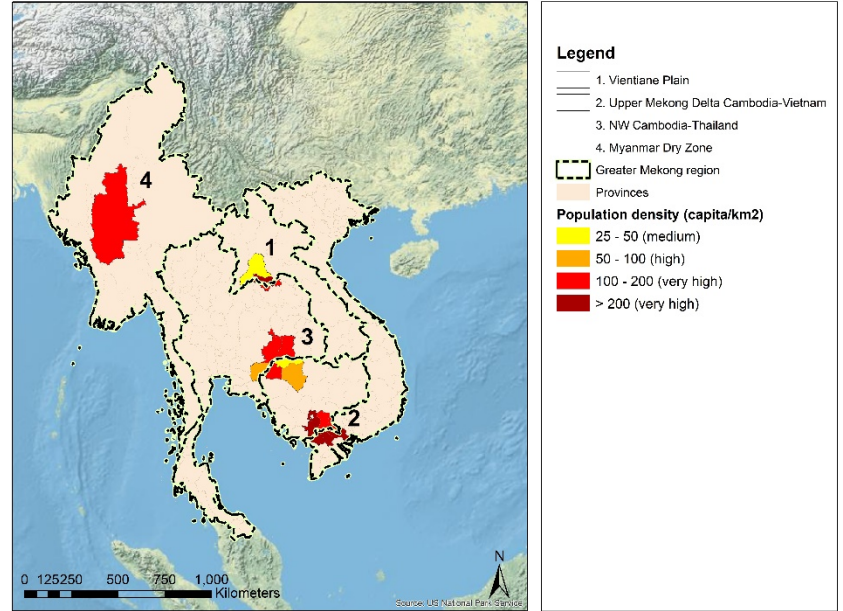 4
1
3
2
N
0 125250 500 750 1,000
Kilometers
Source: US National Park Service
Legend
1. Vientiane Plain
2. Upper Mekong Delta Cambodia-Vietnam
3. NW Cambodia-Thailand
4. Myanmar Dry Zone
Greater Mekong region
Provinces
Population density (capita/km2)
25 - 50 (medium)
50 - 100 (high)
100 - 200 (very high)
> 200 (very high)